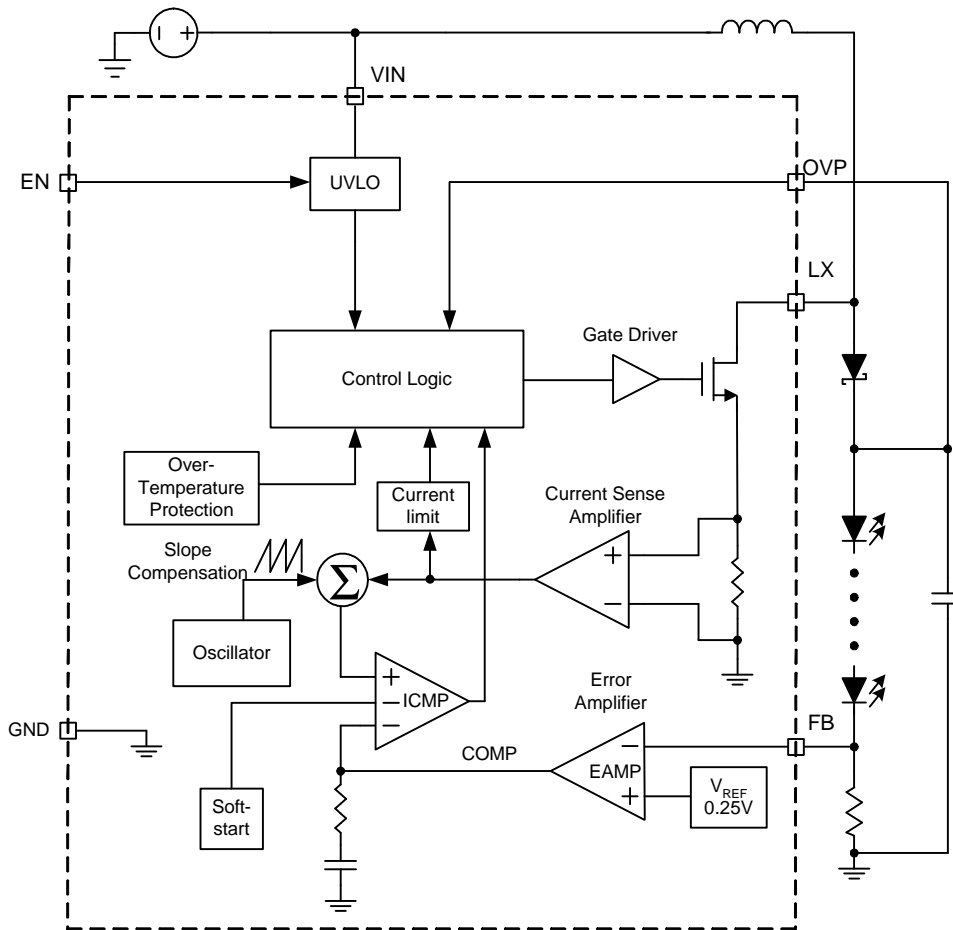 VIN
EN
UVLO
OVP
LX
Gate Driver
Control Logic
Over-
Temperature
Protection
Current
limit
Current Sense
Amplifier
Slope
Compensation
Σ
+
−
Oscillator
+
−
−
ICMP
Error
Amplifier
GND
FB
COMP
−
EAMP
+
VREF
0.25V
Soft-
start